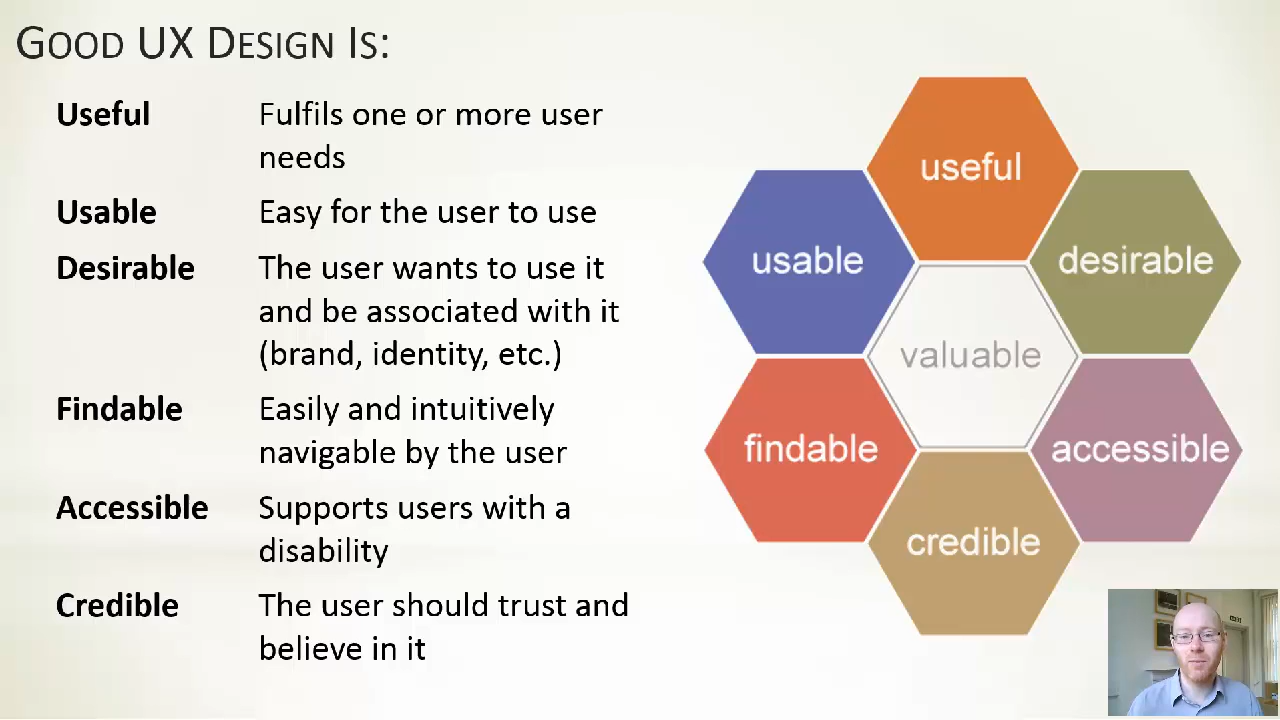 GOOD UX DESIGN IS:
Useful
Fulfils one or more user
needs
Usable
Easy for the user to use
Desirable
The user wants to use it
and be associated with it
(brand, identity, etc.)
Findable
Easily and intuitively
navigable by the user
Accessible
Supports users with a
disability
Credible
The user should trust and
believe in it
useful
usable
desirable
valuable
findable
accessible
credible